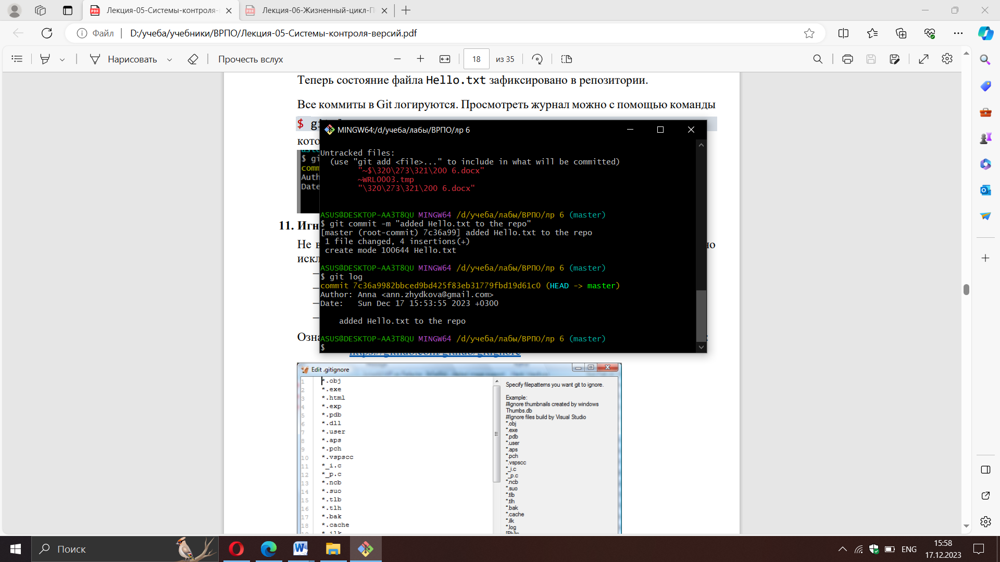 Лекция-05-Системы-контроля-
Лекция-06-Жизненный-цикл-П
Файл
D:/учеба/учебники/ВРПО/Лекция-05-Системы-контроля-версий.pdf
Нарисовать
Прочесть вслух
18 из 35
Теперь состояние файла Hello.txt зафиксировано в репозитории.
Все коммиты в Git логируются. Просмотреть журнал можно с помощью команды
$ gi
кото
$ gi
comm
Auth
Date
11. Игн
Не в
но
искл
Озна
https://github.com/github/gitignore
MINGW64:/d/учеба/лабы/ВРПО/лр 6
Untracked files:
(use "git add <file>..." to include in what will be committed)
"~$\320\273\321\200 6.docx"
~WRL0003.tmp
"\320\273\321\200 6.docx"
ASUS@DESKTOP-AA3T8QU MINGW64 /d/учеба/лабы/ВРПО/лр 6 (master)
$ git commit -m "added Hello.txt to the repo"
[master (root-commit) 7c36a99] added Hello.txt to the repo
1 file changed, 4 insertions(+)
create mode 100644 Hello.txt
ASUS@DESKTOP-AA3T8QU MINGW64 /d/учеба/лабы/ВРПО/лр 6 (master)
$ git log
commit 7c36a9982bbced9bd425f83eb31779fbd19d61c0 (HEAD -> master)
Author: Anna <ann.zhydkova@gmail.com>
Date: Sun Dec 17 15:53:55 2023 +0300
added Hello.txt to the repo
ASUS@DESKTOP-AA3T8QU MINGW64 /d/учеба/лабы/ВРПО/лр 6 (master)
$
Edit .gitignore
1 *.obj
2 *.exe
3 *.html
4 *.exp
5 *.pdb
6 *.dll
7 *.user
8 *.aps
9 *.pch
10 *.vspscc
11 *_i.c
12 *_p.c
13 *.ncb
14 *.suo
15 *.tlb
16 *.tlh
17 *.bak
18 *.cache
19 *.ilk
Specify filepatterns you want git to ignore.
Example:
#Ignore thumbnails created by windows
Thumbs.db
#Ignore files build by Visual Studio
*.obj
*.exe
*.pdb
*.user
*.aps
*.pch
*.vspscc
*_i.c
*_p.c
*.ncb
*.suo
*.tlb
*.tlh
*.bak
*.cache
*.ilk
*.log
Поиск
ENG
15:58
17.12.2023